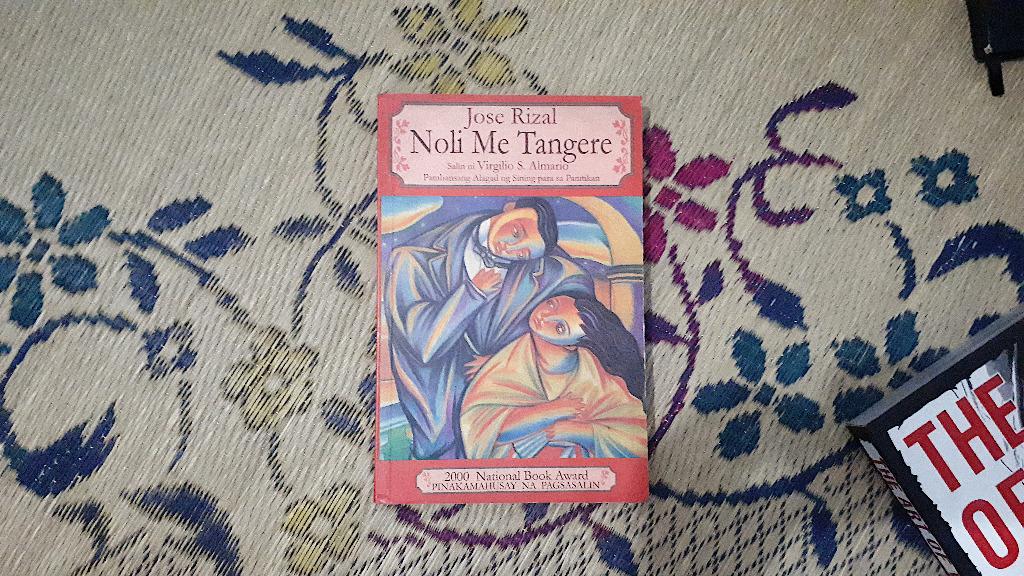 Jose Rizal
Noli Me Tangere
Salin ni Virgilio S. Almario
Pambansang Alagad ng Sining para sa Panitikan
2000 National Book Award
PINAKAMAHUSAY NA PAGSASALIN
THE
OF